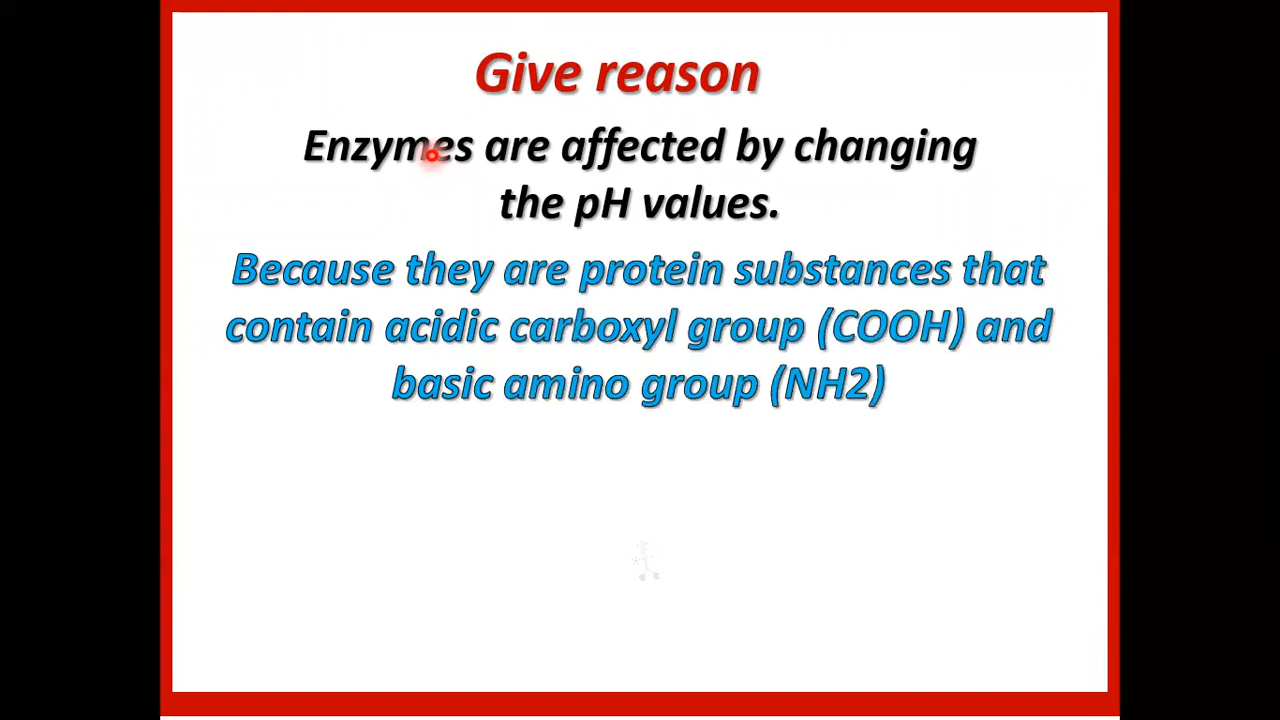 Give reason
Enzymes are affected by changing
the pH values.
Because they are protein substances that
contain acidic carboxyl group (COOH) and
basic amino group (NH2)